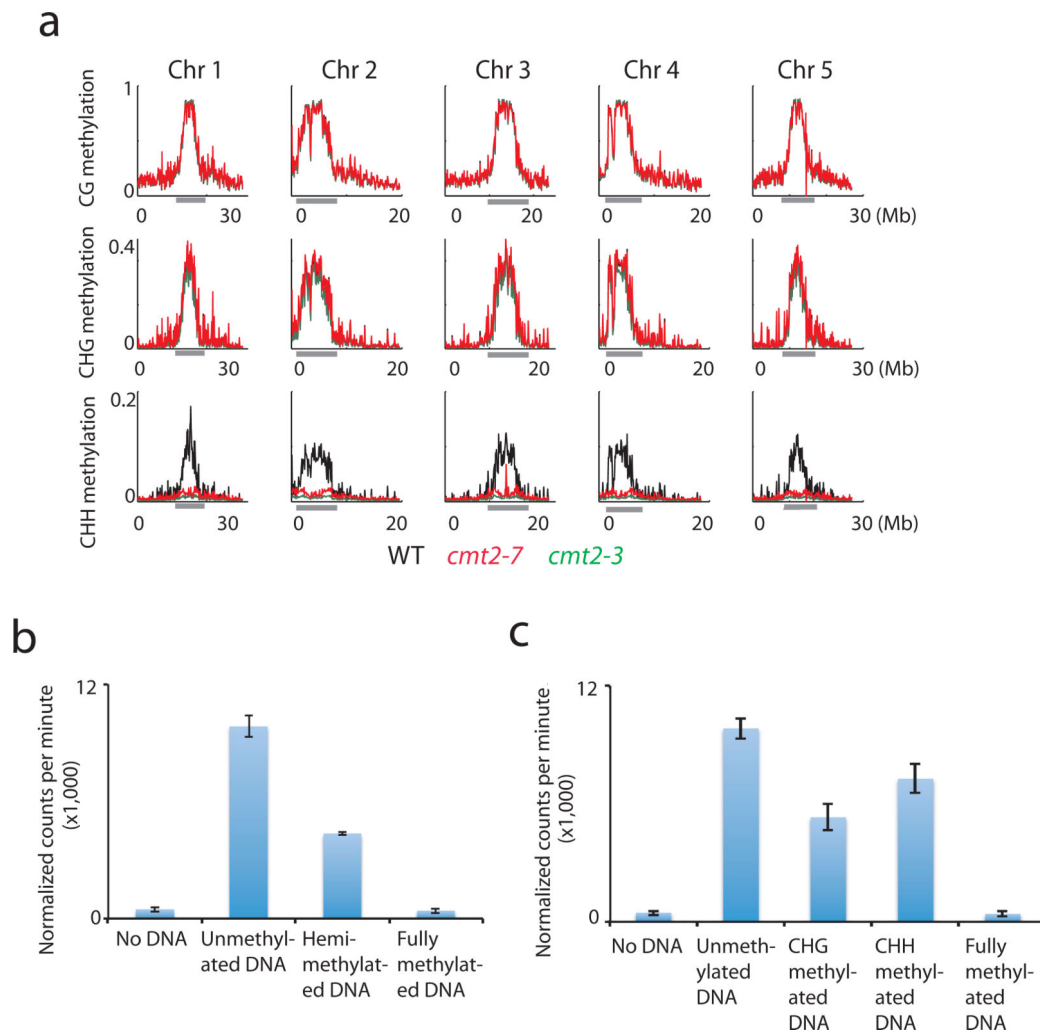 a
Chr 1 Chr 2 Chr 3 Chr 4 Chr 5
CG methylation
1
0
0 30 0 20 0 20 0 20 0 30 (Mb)
CHG methylation
0.4
0
0 30 0 20 0 20 0 20 0 30 (Mb)
CHH methylation
0.2
0
0 30 0 20 0 20 0 20 0 30 (Mb)
WT cmt2-7 cmt2-3
b
Normalized counts per minute
(x1,000)
12
0
No DNA
Unmethyl-
ated DNA
Hemi-
methylat-
ed DNA
Fully
methylat-
ed DNA
c
Normalized counts per minute
(x1,000)
12
0
No DNA
Unmeth-
ylated
DNA
CHG
methyl-
ated
DNA
CHH
methyl-
ated
DNA
Fully
methyl-
ated
DNA